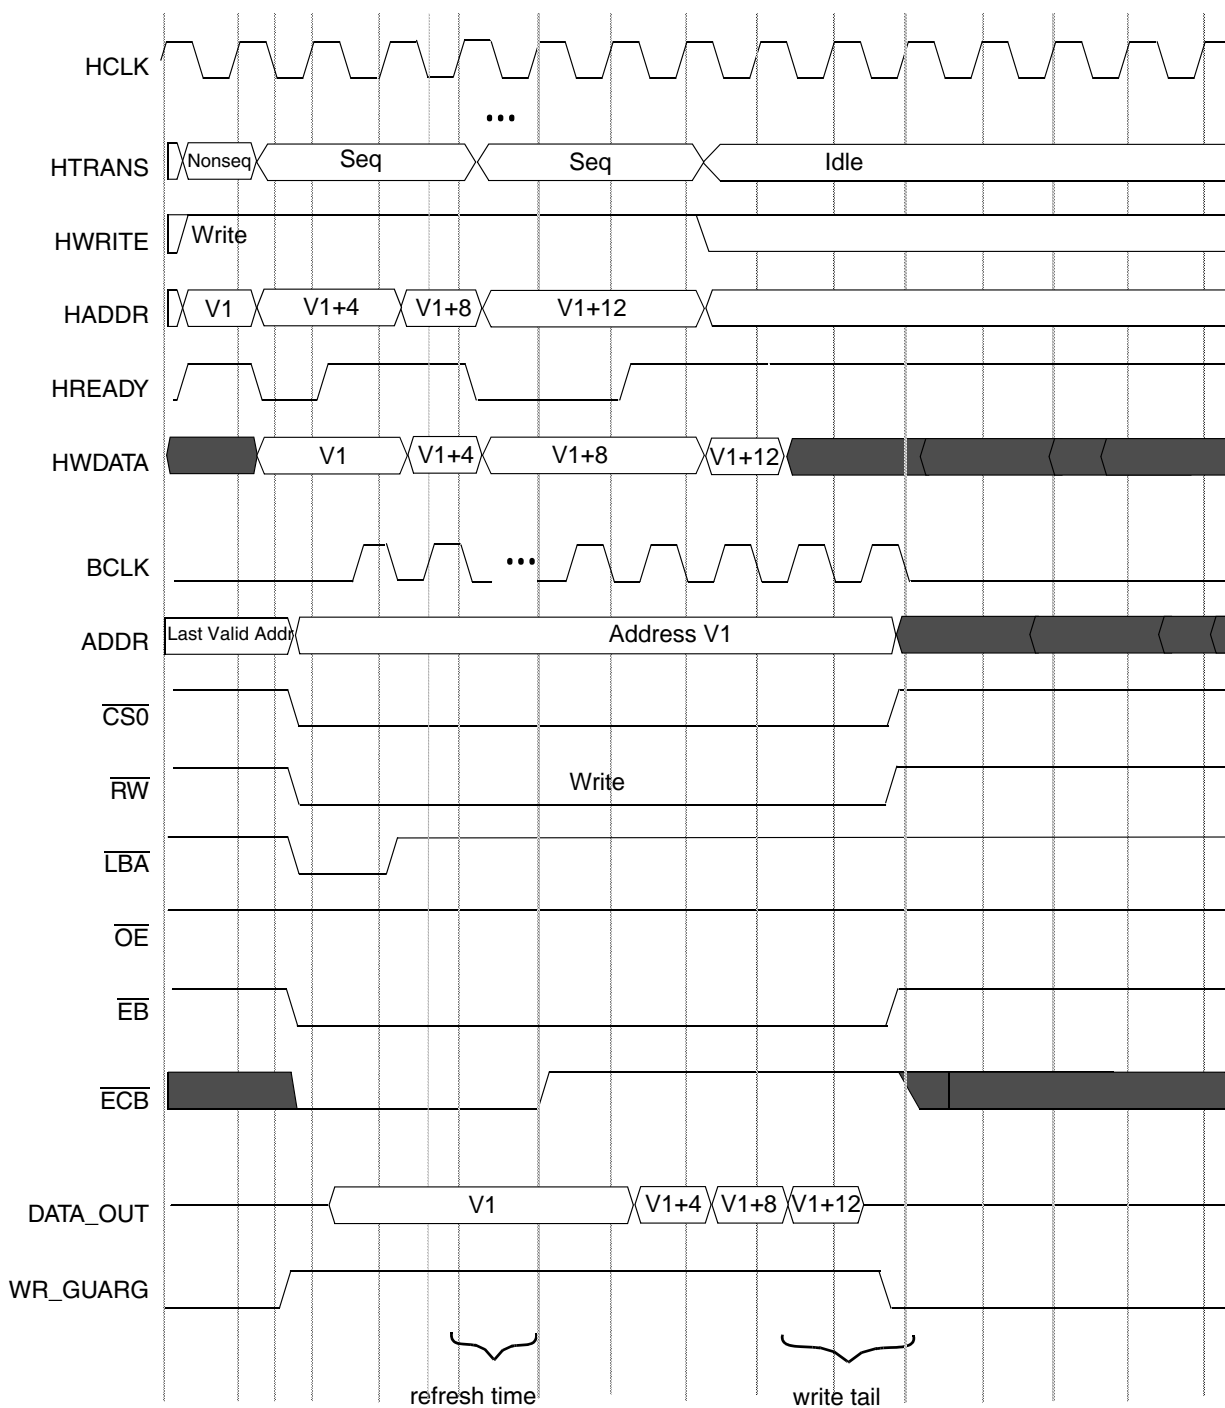 HCLK
...
HTRANS Nonseq Seq Seq Idle
HWRITE Write
HADDR V1 V1+4 V1+8 V1+12
HREADY
HWDATA V1 V1+4 V1+8 V1+12
BCLK ...
ADDR Last Valid Addr Address V1
CS0
RW Write
LBA
OE
EB
ECB
DATA_OUT V1 V1+4 V1+8 V1+12
WR_GUARG
refresh time write tail